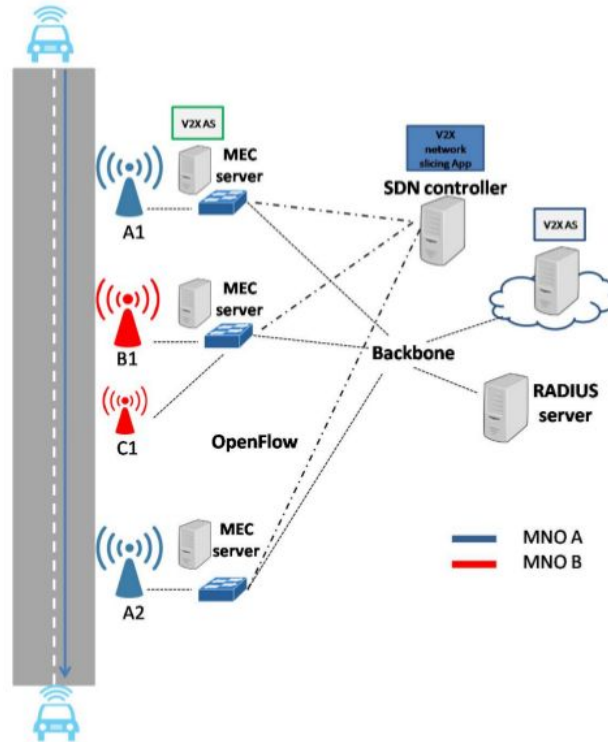 V2X AS
MEC
server
A1
V2X
network
slicing App
SDN controller
V2X AS
MEC
server
B1
Backbone
C1
RADIUS
server
OpenFlow
MEC
server
A2
MNO A
MNO B